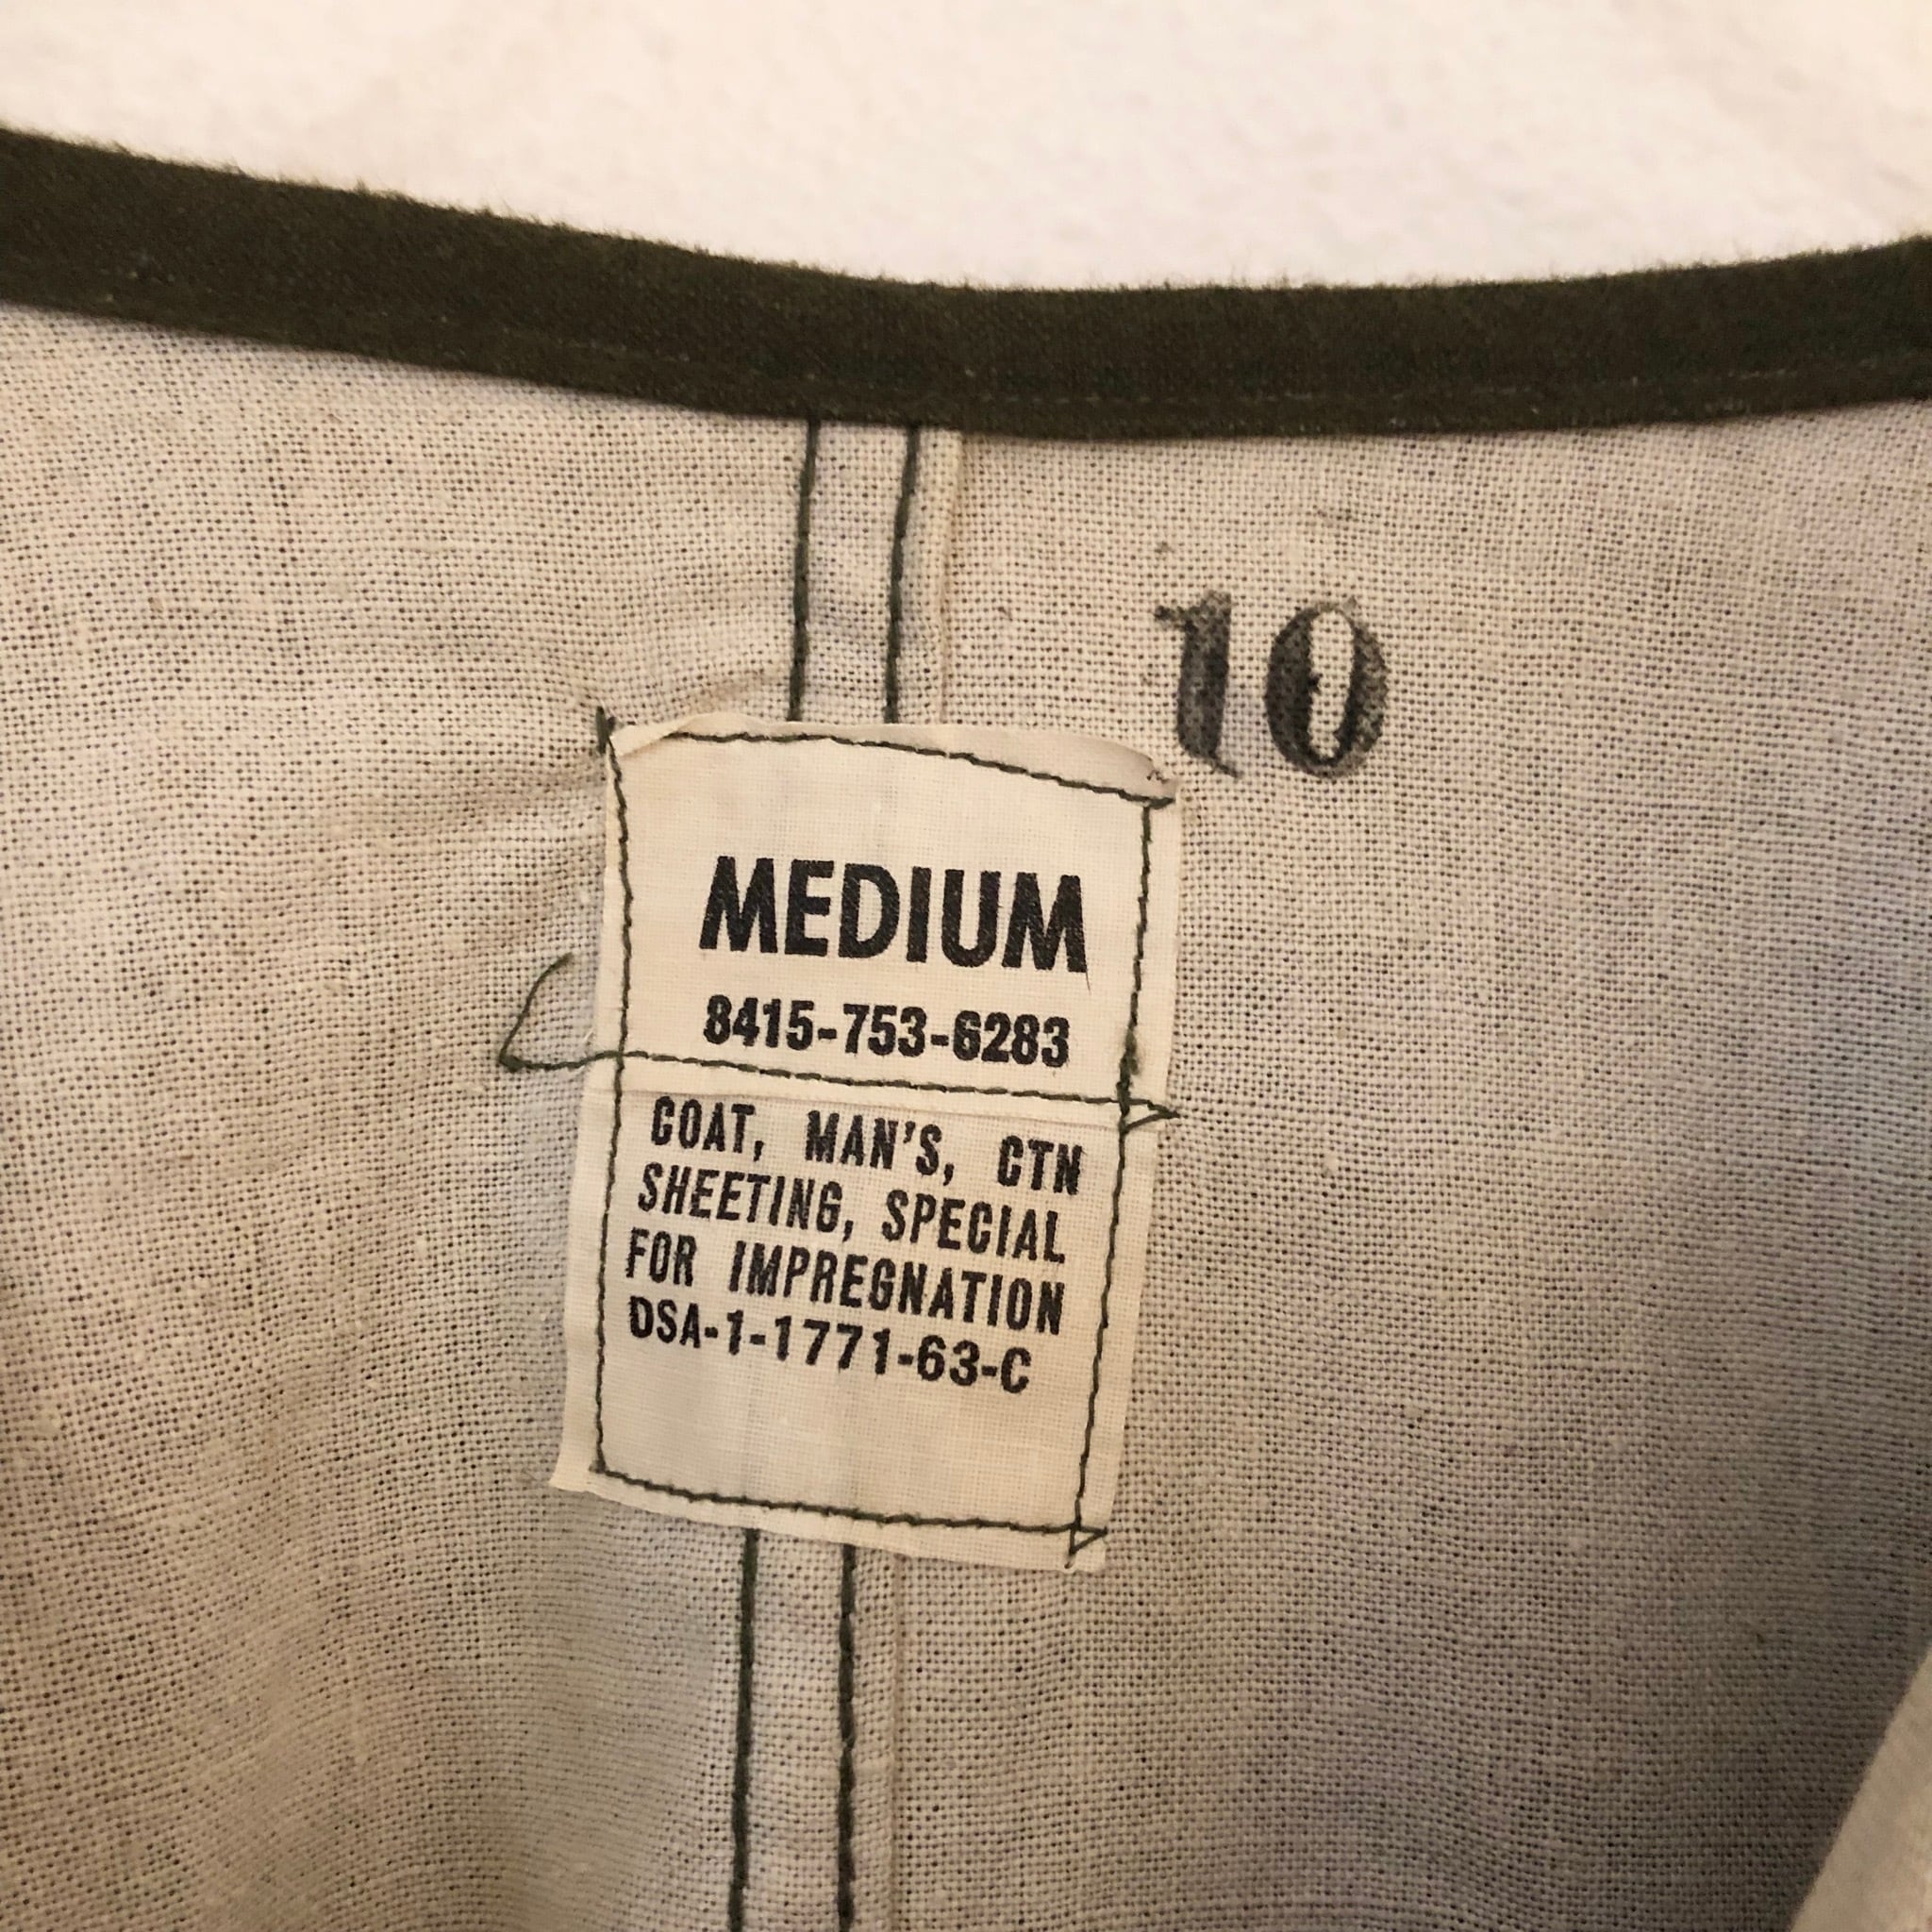 10
MEDIUM
8415-753-6283
COAT, MAN'S, CTN
SHEETING, SPECIAL
FOR IMPREGNATION
DSA-1-1771-63-C